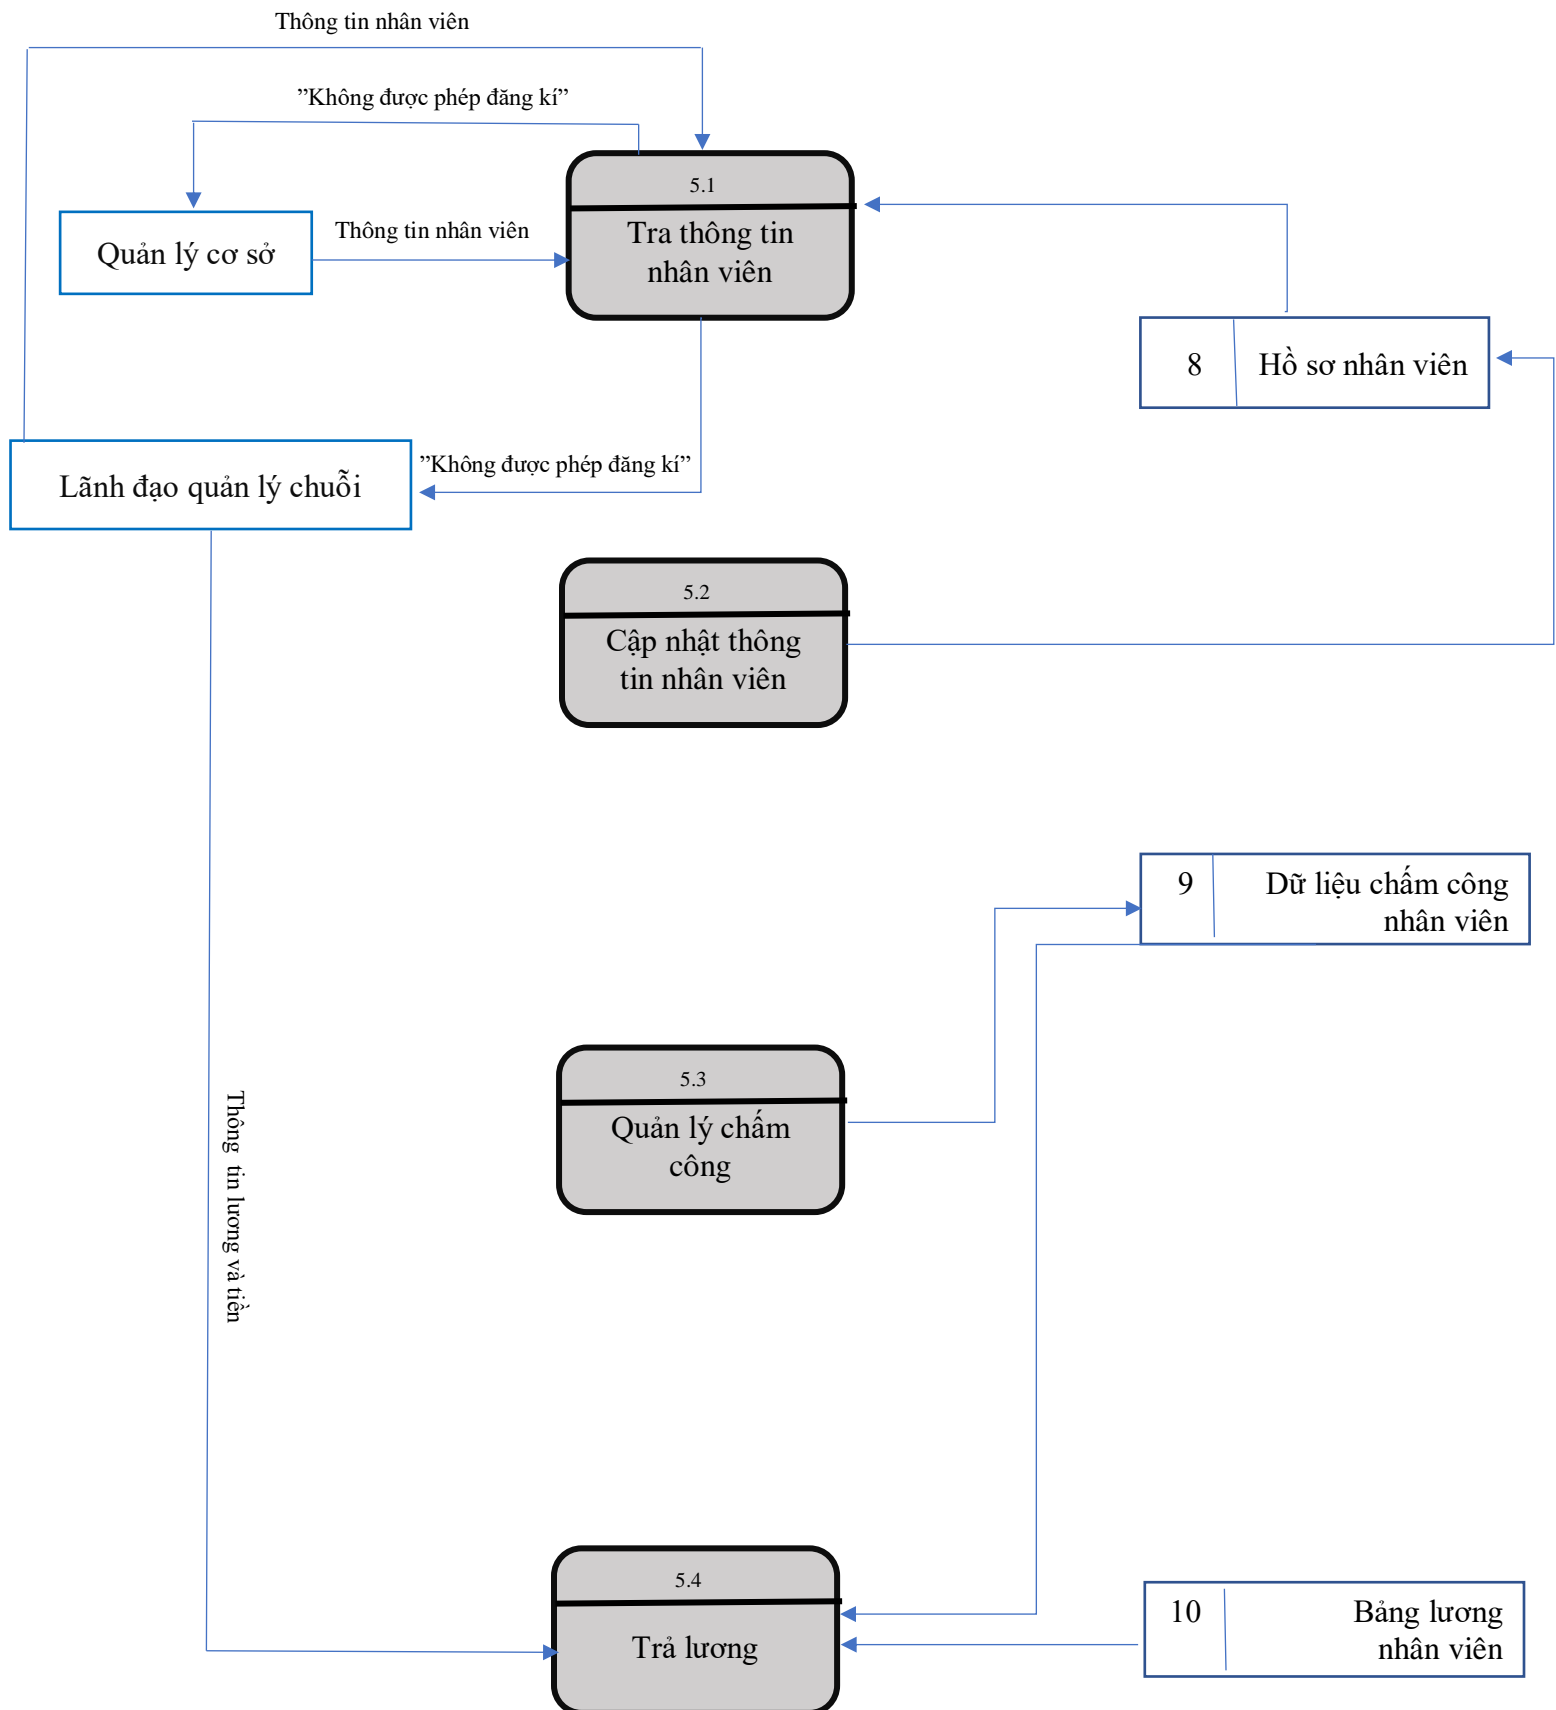 Thông tin nhân viên
”Không được phép đăng kí”
5.1
Tra thông tin
nhân viên
Quản lý cơ sở
Thông tin nhân viên
8
Hồ sơ nhân viên
Lãnh đạo quản lý chuỗi
”Không được phép đăng kí”
5.2
Cập nhật thông
tin nhân viên
9
Dữ liệu chấm công
nhân viên
5.3
Quản lý chấm
công
Thông tin lương và tiền
5.4
Trả lương
10
Bảng lương
nhân viên